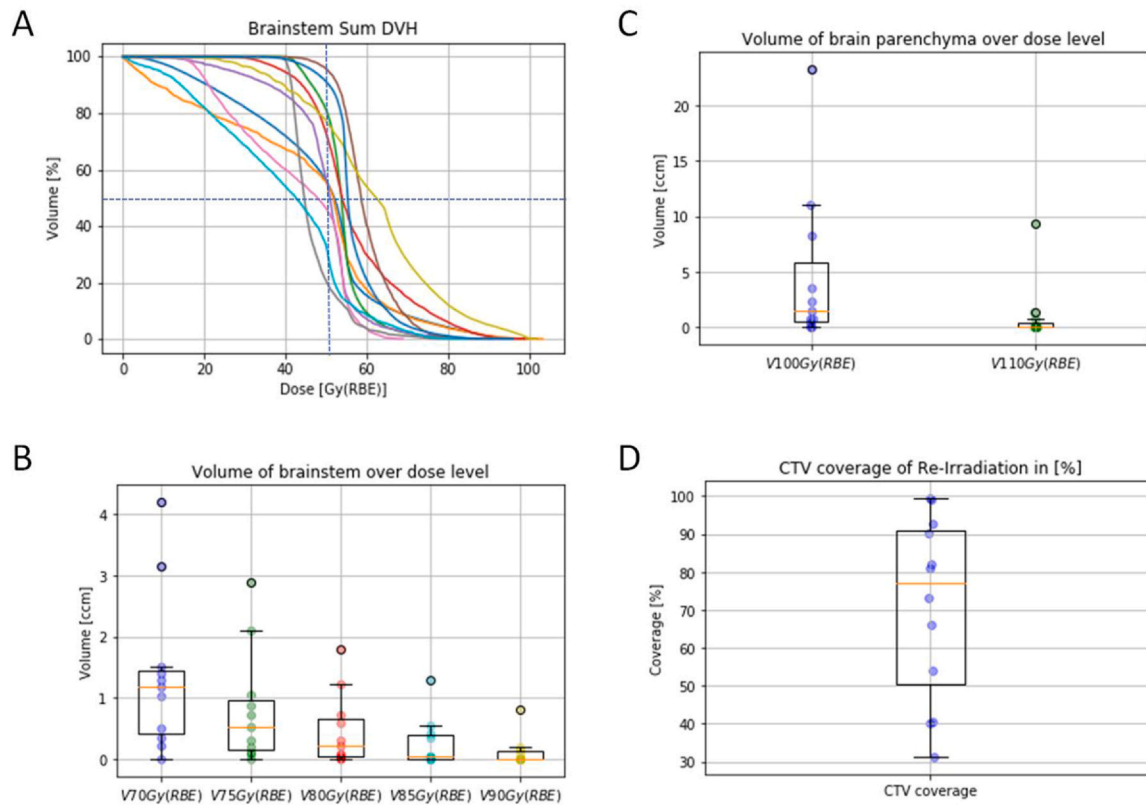 A
Brainstem Sum DVH
Volume [%]
100
80
60
40
20
0
0 20 40 60 80 100
Dose [Gy(RBE)]
C
Volume of brain parenchyma over dose level
Volume [ccm]
20
15
10
5
0
V100Gy(RBE) V110Gy(RBE)
B
Volume of brainstem over dose level
Volume [ccm]
4
3
2
1
0
V70Gy(RBE) V75Gy(RBE) V80Gy(RBE) V85Gy(RBE) V90Gy(RBE)
D
CTV coverage of Re-Irradiation in [%]
Coverage [%]
100
90
80
70
60
50
40
30
CTV coverage